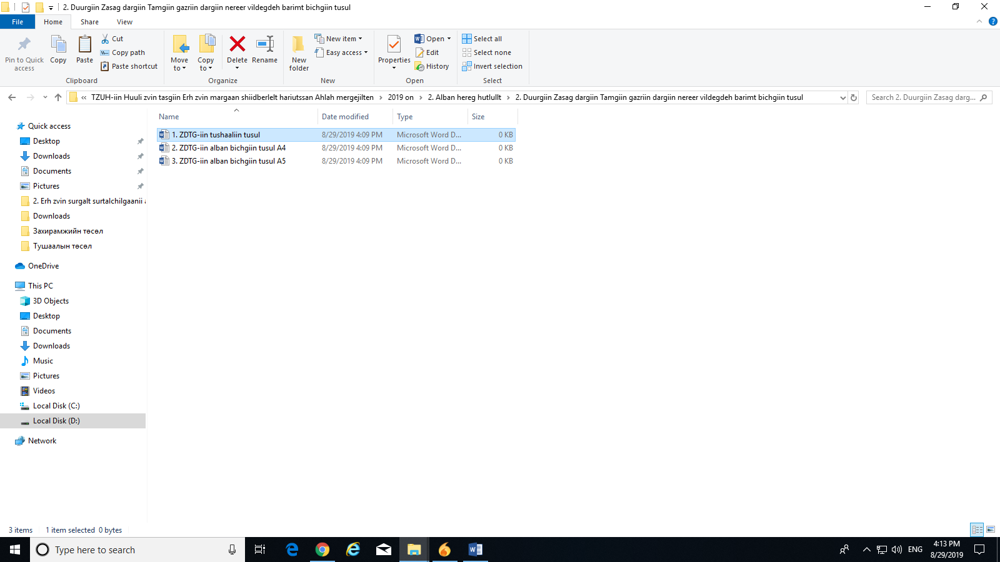 2. Duurgiin Zasag dargiin Tamgiin gazriin dargiin nereer vildegdeh barimt bichgiin tusul
File Home Share View
Pin to Quick access
Copy
Paste
Cut
Copy path
Paste shortcut
Clipboard
Move to
Copy to
Delete
Rename
Organize
New folder
New item
Easy access
New
Properties
Open
Edit
History
Open
Select all
Select none
Invert selection
Select
« TZUH-iin Huuli zvin tasgiin Erh zvin margaan shiidberlelt hariutssan Ahlah mergejilten > 2019 on > 2. Alban hereg hutlullt > 2. Duurgiin Zasag dargiin Tamgiin gazriin dargiin nereer vildegdeh barimt bichgiin tusul
Search 2. Duurgiin Zasag darg...
Quick access
Desktop
Downloads
Documents
Pictures
2. Erh zvin surgalt surtalchilgaanii
Downloads
Захирамжийн төсөл
Тушаалын төсөл
OneDrive
This PC
3D Objects
Desktop
Documents
Downloads
Music
Pictures
Videos
Local Disk (C:)
Local Disk (D:)
Network
Name Date modified Type Size
1. ZDTG-iin tushaaliin tusul 8/29/2019 4:09 PM Microsoft Word D... 0 KB
2. ZDTG-iin alban bichgiin tusul A4 8/29/2019 4:09 PM Microsoft Word D... 0 KB
3. ZDTG-iin alban bichgiin tusul A5 8/29/2019 4:09 PM Microsoft Word D... 0 KB
3 items 1 item selected 0 bytes
Type here to search
ENG
4:13 PM
8/29/2019